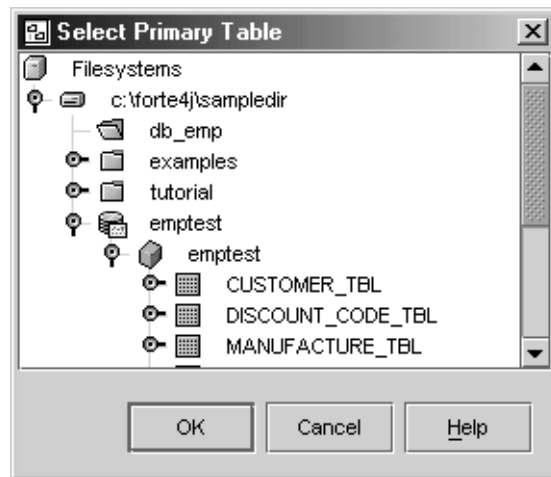 Select Primary Table
Filesystems
c:\forte4j\sampledir
db_emp
examples
tutorial
emptest
emptest
CUSTOMER_TBL
DISCOUNT_CODE_TBL
MANUFACTURE_TBL
OK Cancel Help